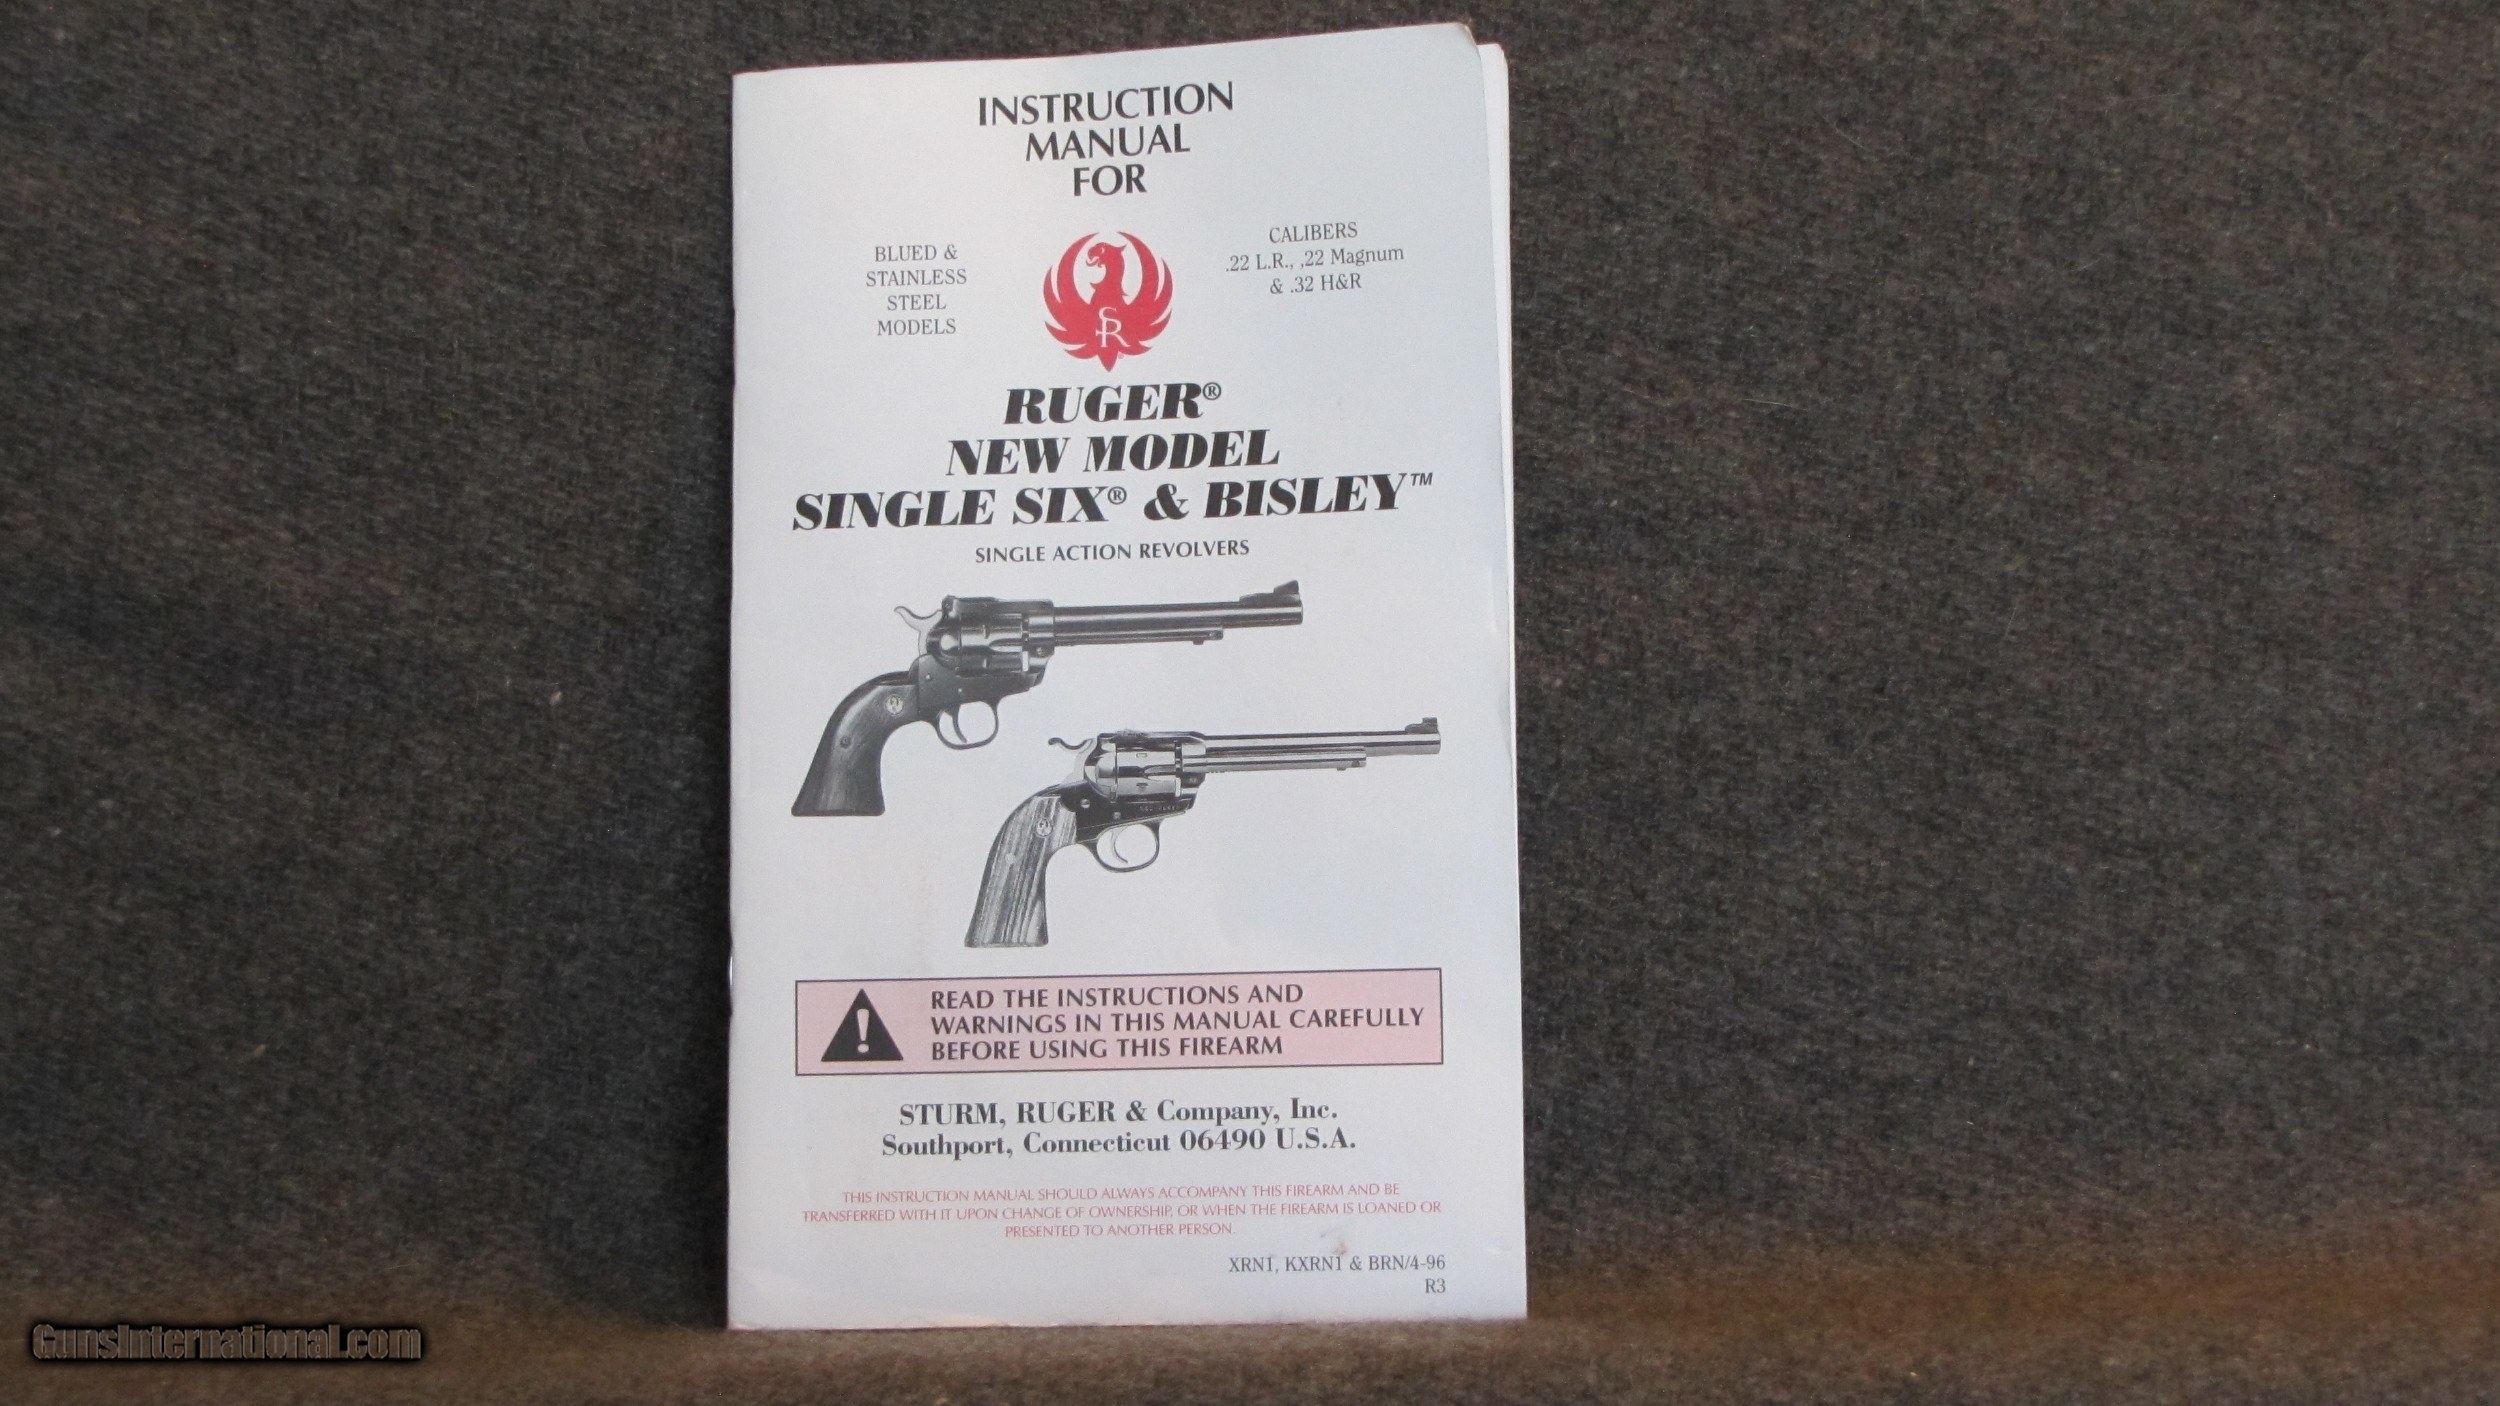 INSTRUCTION
MANUAL
FOR
BLUED &
STAINLESS
STEEL
MODELS
CALIBERS
.22 L.R., ,22 Magnum
& .32 H&R
SR
RUGER®
NEW MODEL
SINGLE SIX® & BISLEY™
SINGLE ACTION REVOLVERS
READ THE INSTRUCTIONS AND
WARNINGS IN THIS MANUAL CAREFULLY
BEFORE USING THIS FIREARM
STURM, RUGER & Company, Inc.
Southport, Connecticut 06490 U.S.A.
THIS INSTRUCTION MANUAL SHOULD ALWAYS ACCOMPANY THIS FIREARM AND BE
TRANSFERRED WITH IT UPON CHANGE OF OWNERSHIP, OR WHEN THE FIREARM IS LOANED OR
PRESENTED TO ANOTHER PERSON.
XRN1, KXRN1 & BRN/4-96
R3
GunsInternational.com